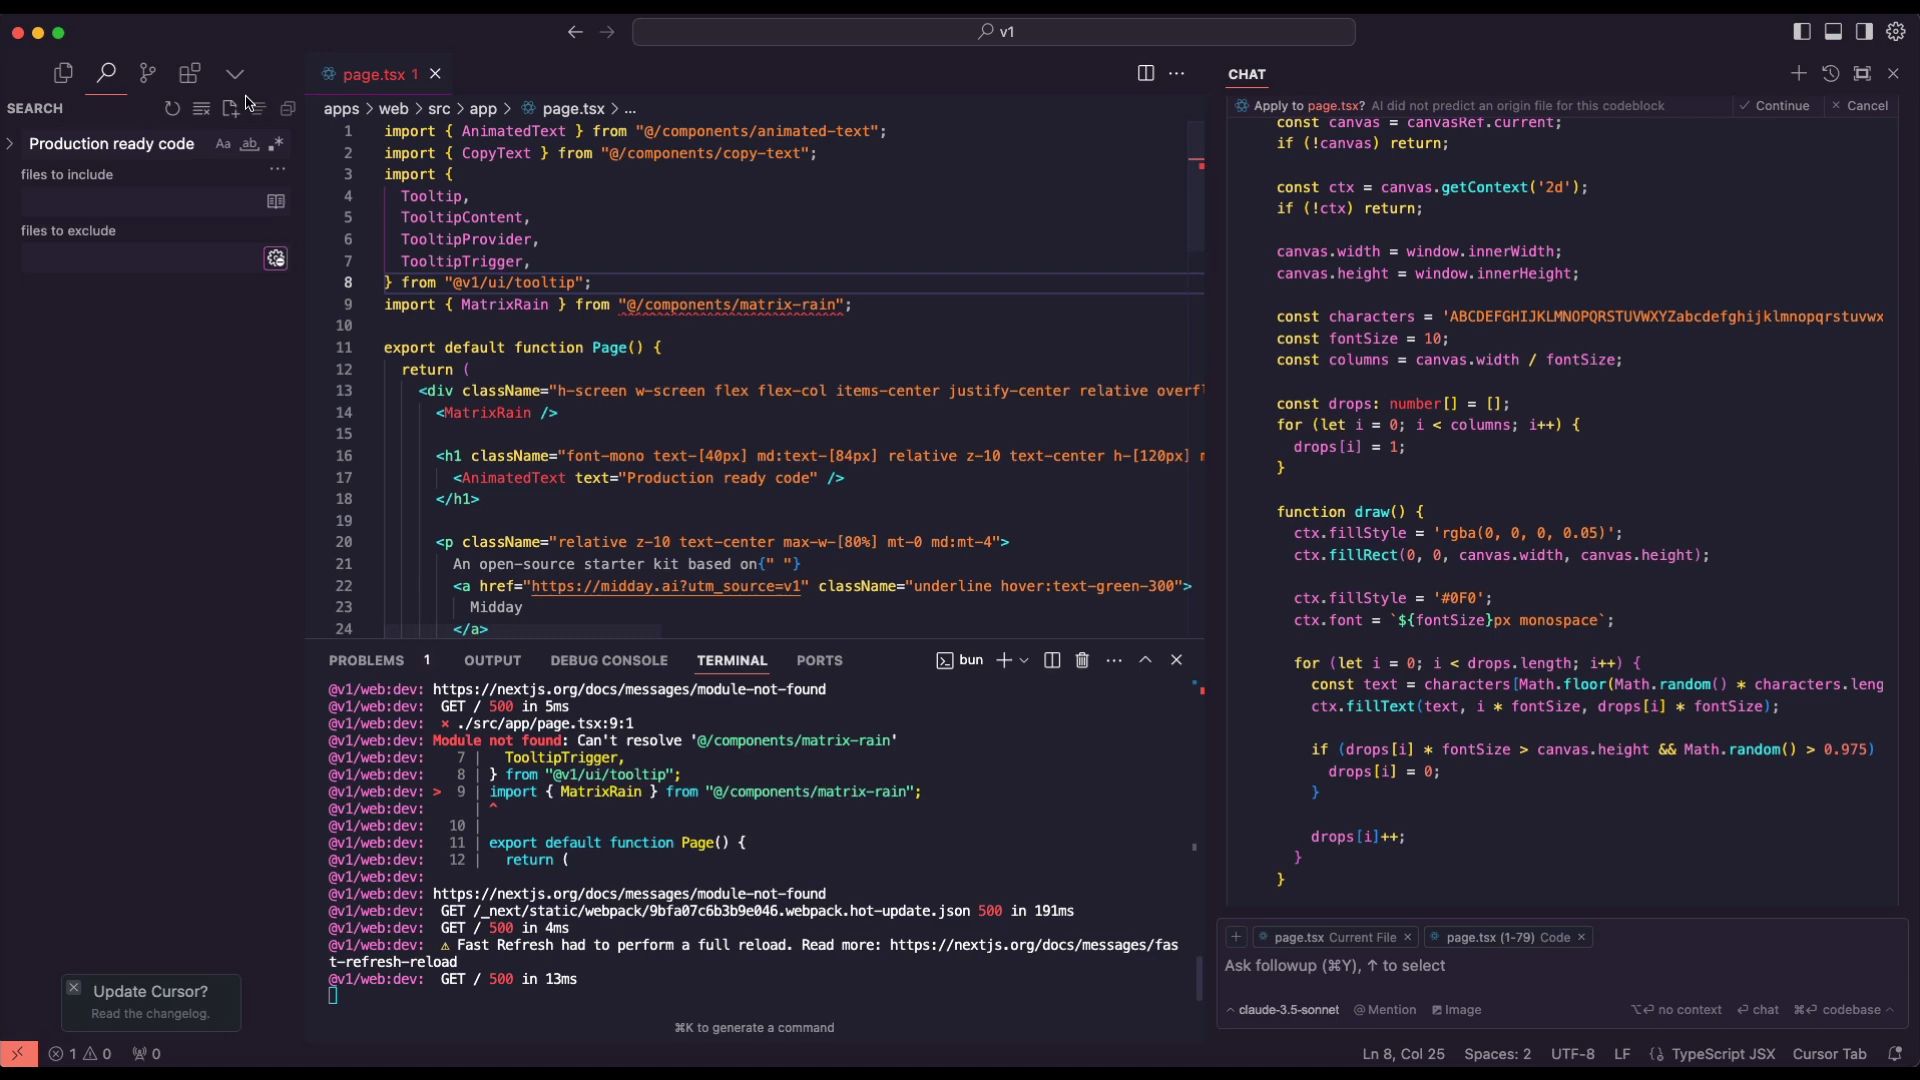 v1
page.tsx 1
CHAT
SEARCH
apps > web > src > app > page.tsx > ...
Apply to page.tsx? AI did not predict an origin file for this codeblock
Continue
Cancel
Production ready code
Aa
ab
files to include
files to exclude
1 import { AnimatedText } from "@/components/animated-text";
2 import { CopyText } from "@/components/copy-text";
3 import {
4 Tooltip,
5 TooltipContent,
6 TooltipProvider,
7 TooltipTrigger,
8 } from "@v1/ui/tooltip";
9 import { MatrixRain } from "@/components/matrix-rain";
10
11 export default function Page() {
12 return (
13 <div className="h-screen w-screen flex flex-col items-center justify-center relative overf
14 <MatrixRain />
15
16 <h1 className="font-mono text-[40px] md:text-[84px] relative z-10 text-center h-[120px]
17 <AnimatedText text="Production ready code" />
18 </h1>
19
20 <p className="relative z-10 text-center max-w-[80%] mt-0 md:mt-4">
21 An open-source starter kit based on{" "}
22 <a href="https://midday.ai?utm_source=v1" className="underline hover:text-green-300">
23 Midday
24 </a>
PROBLEMS 1
OUTPUT
DEBUG CONSOLE
TERMINAL
PORTS
bun
@v1/web:dev: https://nextjs.org/docs/messages/module-not-found
@v1/web:dev: GET / 500 in 5ms
@v1/web:dev: × ./src/app/page.tsx:9:1
@v1/web:dev: Module not found: Can't resolve '@/components/matrix-rain'
@v1/web:dev: 7 | TooltipTrigger,
@v1/web:dev: 8 | } from "@v1/ui/tooltip";
@v1/web:dev: > 9 | import { MatrixRain } from "@/components/matrix-rain";
@v1/web:dev: | ^
@v1/web:dev: 10 |
@v1/web:dev: 11 | export default function Page() {
@v1/web:dev: 12 | return (
@v1/web:dev:
@v1/web:dev: https://nextjs.org/docs/messages/module-not-found
@v1/web:dev: GET /_next/static/webpack/9bfa07c6b3b9e046.webpack.hot-update.json 500 in 191ms
@v1/web:dev: GET / 500 in 4ms
@v1/web:dev: ⚠ Fast Refresh had to perform a full reload. Read more: https://nextjs.org/docs/messages/fas
t-refresh-reload
@v1/web:dev: GET / 500 in 13ms
⌘K to generate a command
const canvas = canvasRef.current;
if (!canvas) return;
const ctx = canvas.getContext('2d');
if (!ctx) return;
canvas.width = window.innerWidth;
canvas.height = window.innerHeight;
const characters = 'ABCDEFGHIJKLMNOPQRSTUVWXYZabcdefghijklmnopqrstuvwx
const fontSize = 10;
const columns = canvas.width / fontSize;
const drops: number[] = [];
for (let i = 0; i < columns; i++) {
drops[i] = 1;
}
function draw() {
ctx.fillStyle = 'rgba(0, 0, 0, 0.05)';
ctx.fillRect(0, 0, canvas.width, canvas.height);
ctx.fillStyle = '#0F0';
ctx.font = `${fontSize}px monospace`;
for (let i = 0; i < drops.length; i++) {
const text = characters[Math.floor(Math.random() * characters.leng
ctx.fillText(text, i * fontSize, drops[i] * fontSize);
if (drops[i] * fontSize > canvas.height && Math.random() > 0.975)
drops[i] = 0;
}
drops[i]++;
}
}
page.tsx Current File ×
page.tsx (1-79) Code ×
Ask followup (⌘Y), ↑ to select
claude-3.5-sonnet
@ Mention
Image
⌥⏎ no context
⏎ chat
⌘⏎ codebase
Update Cursor?
Read the changelog.
1
0
0
Ln 8, Col 25
Spaces: 2
UTF-8
LF
{} TypeScript JSX
Cursor Tab